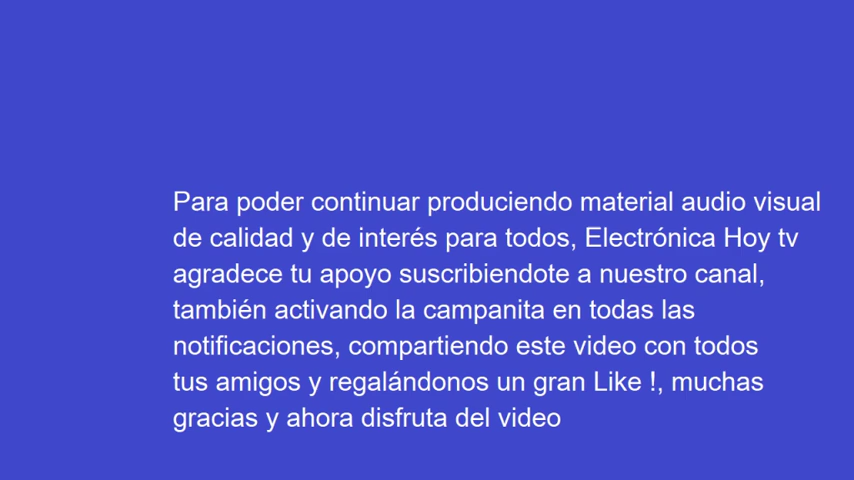 Para poder continuar produciendo material audio visual
de calidad y de interés para todos, Electrónica Hoy tv
agradece tu apoyo suscribiendote a nuestro canal,
también activando la campanita en todas las
notificaciones, compartiendo este video con todos
tus amigos y regalándonos un gran Like !, muchas
gracias y ahora disfruta del video